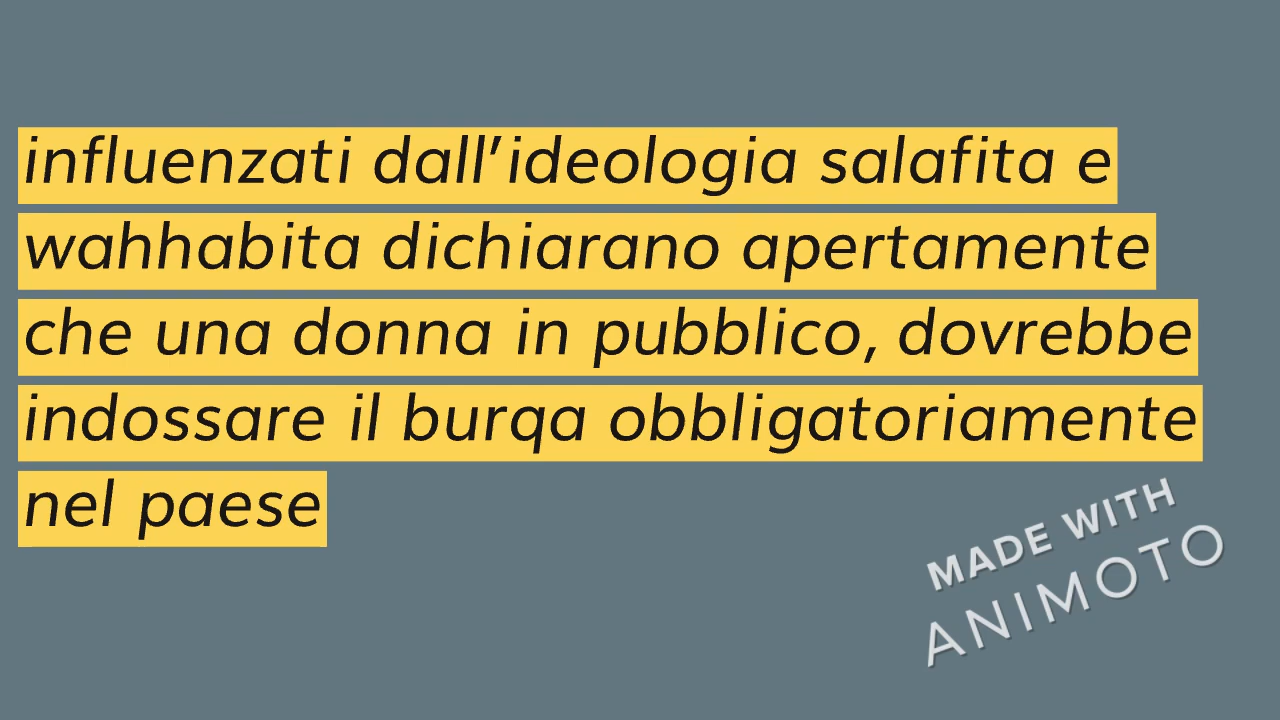 influenzati dall’ideologia salafita e
wahhabita dichiarano apertamente
che una donna in pubblico, dovrebbe
indossare il burqa obbligatoriamente
nel paese
MADE WITH
ANIMOTO